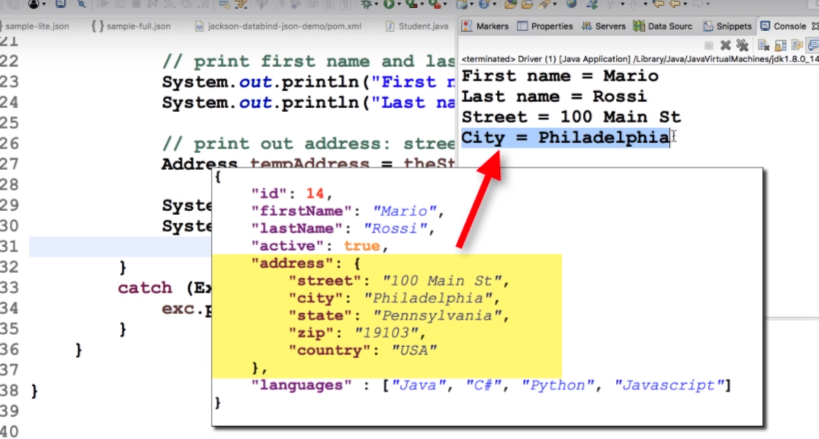 sample-lite.json
{} sample-full.json
jackson-databind-json-demo/pom.xml
Student.java
Markers
Properties
Servers
Data Sourc
Snippets
Console
<terminated> Driver (1) [Java Application] /Library/Java/JavaVirtualMachines/jdk1.8.0_14
First name = Mario
Last name = Rossi
Street = 100 Main St
City = Philadelphia
21
22 // print first name and las
23 System.out.println("First n
24 System.out.println("Last na
25
26 // print out address: stree
27 Address tempAddress = theSt
28
29 Syste
30 Syste
31
32 }
33 catch (Ex
34 exc.p
35 }
36 }
37
38 }
39
40
{
"id": 14,
"firstName": "Mario",
"lastName": "Rossi",
"active": true,
"address": {
"street": "100 Main St",
"city": "Philadelphia",
"state": "Pennsylvania",
"zip": "19103",
"country": "USA"
},
"languages" : ["Java", "C#", "Python", "Javascript"]
}